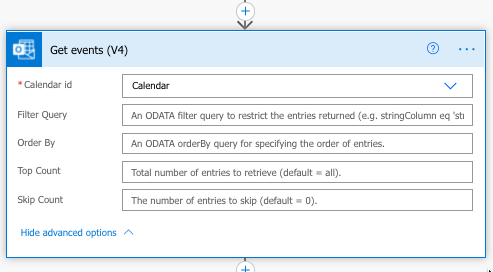 Get events (V4)
* Calendar id
Calendar
Filter Query
An ODATA filter query to restrict the entries returned (e.g. stringColumn eq 'stri
Order By
An ODATA orderBy query for specifying the order of entries.
Top Count
Total number of entries to retrieve (default = all).
Skip Count
The number of entries to skip (default = 0).
Hide advanced options